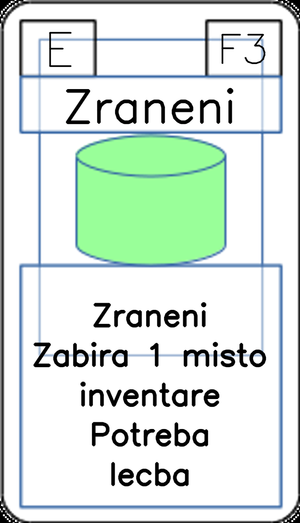 E
F3
Zraneni
Zraneni
Zabira 1 misto
inventare
Potreba
lecba